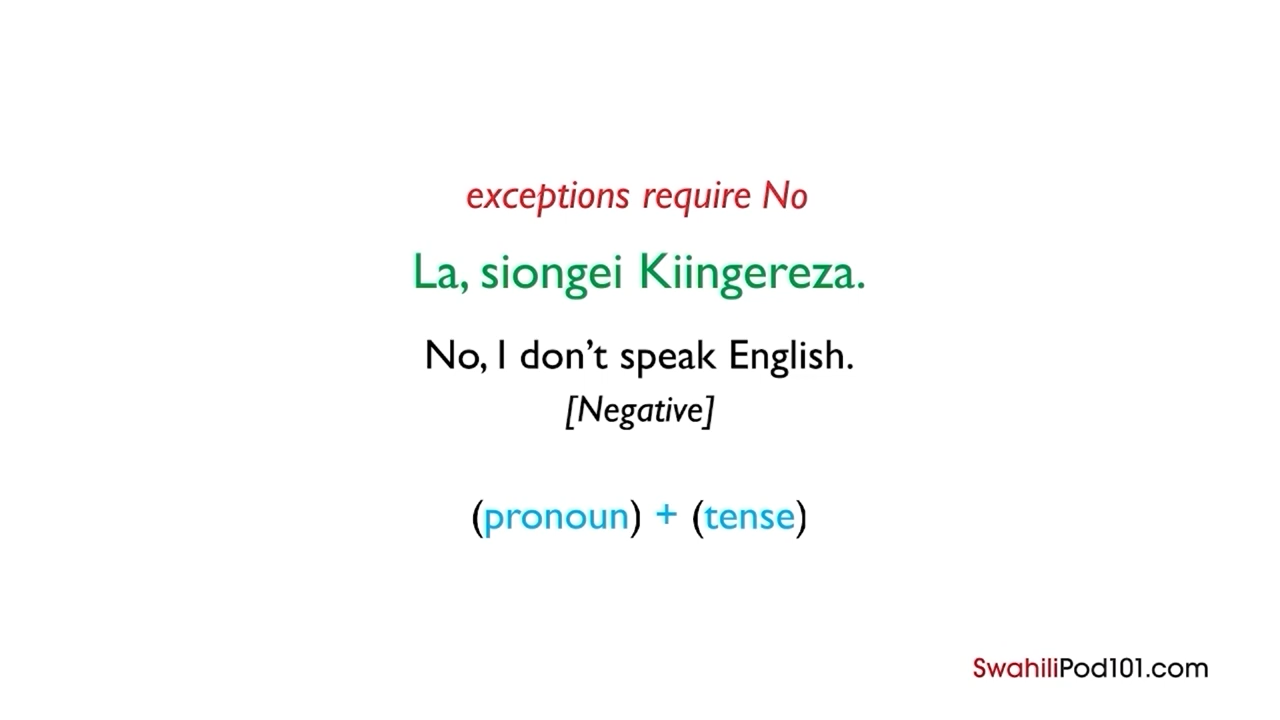 exceptions require No
La, siongei Kiingereza.
No, I don’t speak English.
[Negative]
(pronoun) + (tense)
SwahiliPod101.com